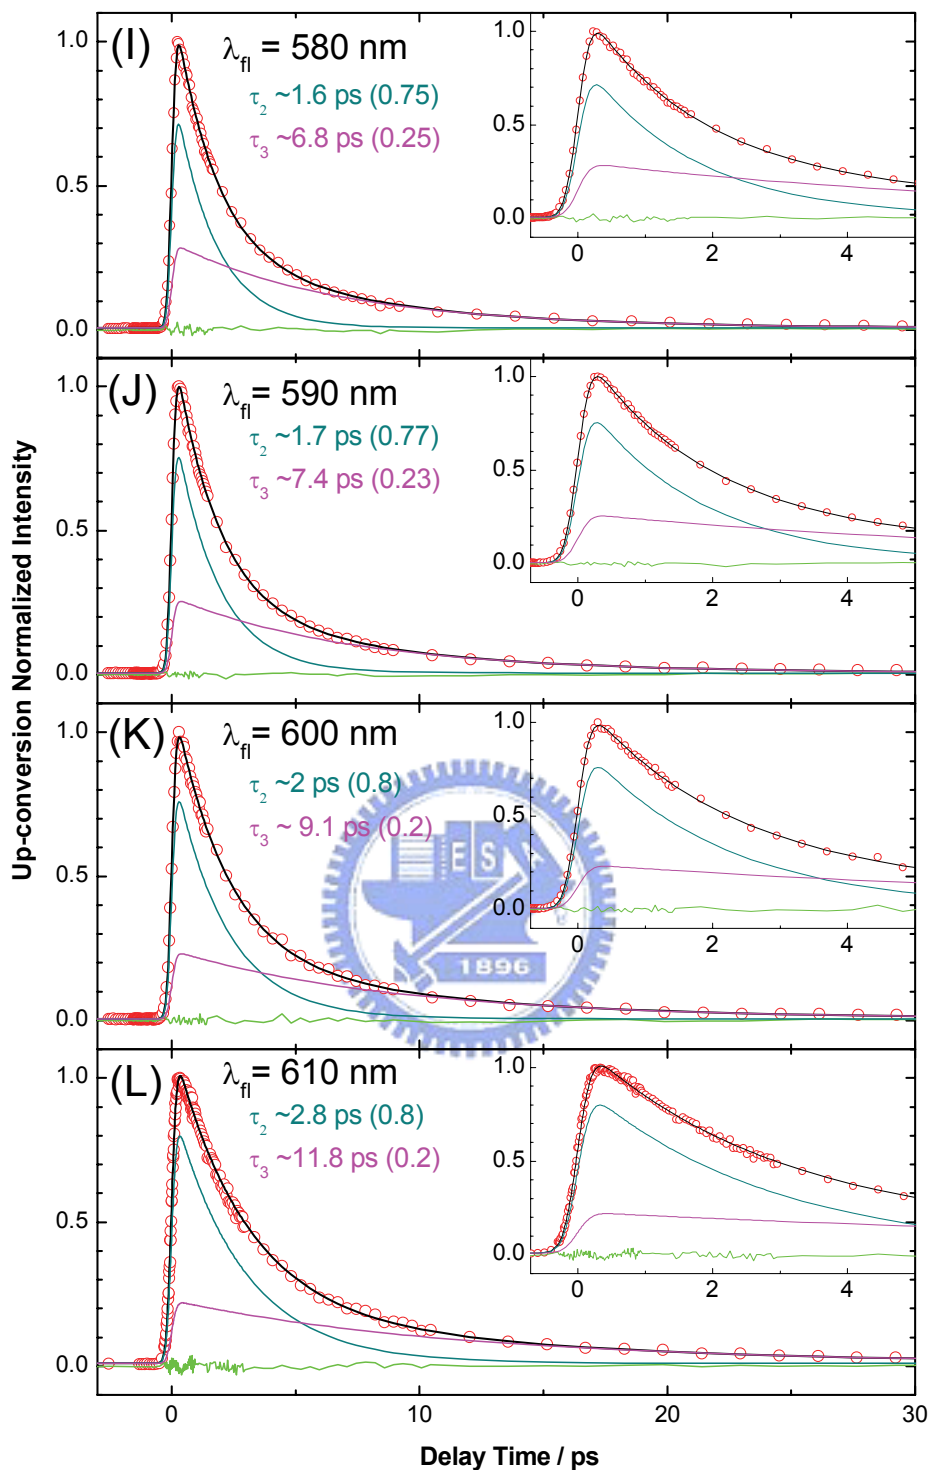 Up-conversion Normalized Intensity
(I) λfl = 580 nm
τ2 ~1.6 ps (0.75)
τ3 ~6.8 ps (0.25)
1.0
0.5
0.0
1.0
0.5
0.0
0 2 4
(J) λfl = 590 nm
τ2 ~1.7 ps (0.77)
τ3 ~7.4 ps (0.23)
1.0
0.5
0.0
1.0
0.5
0.0
0 2 4
(K) λfl = 600 nm
τ2 ~2 ps (0.8)
τ3 ~ 9.1 ps (0.2)
1.0
0.5
0.0
1.0
0.5
0.0
0 2 4
E S
1896
(L) λfl = 610 nm
τ2 ~2.8 ps (0.8)
τ3 ~11.8 ps (0.2)
1.0
0.5
0.0
1.0
0.5
0.0
0 2 4
0 10 20 30
Delay Time / ps